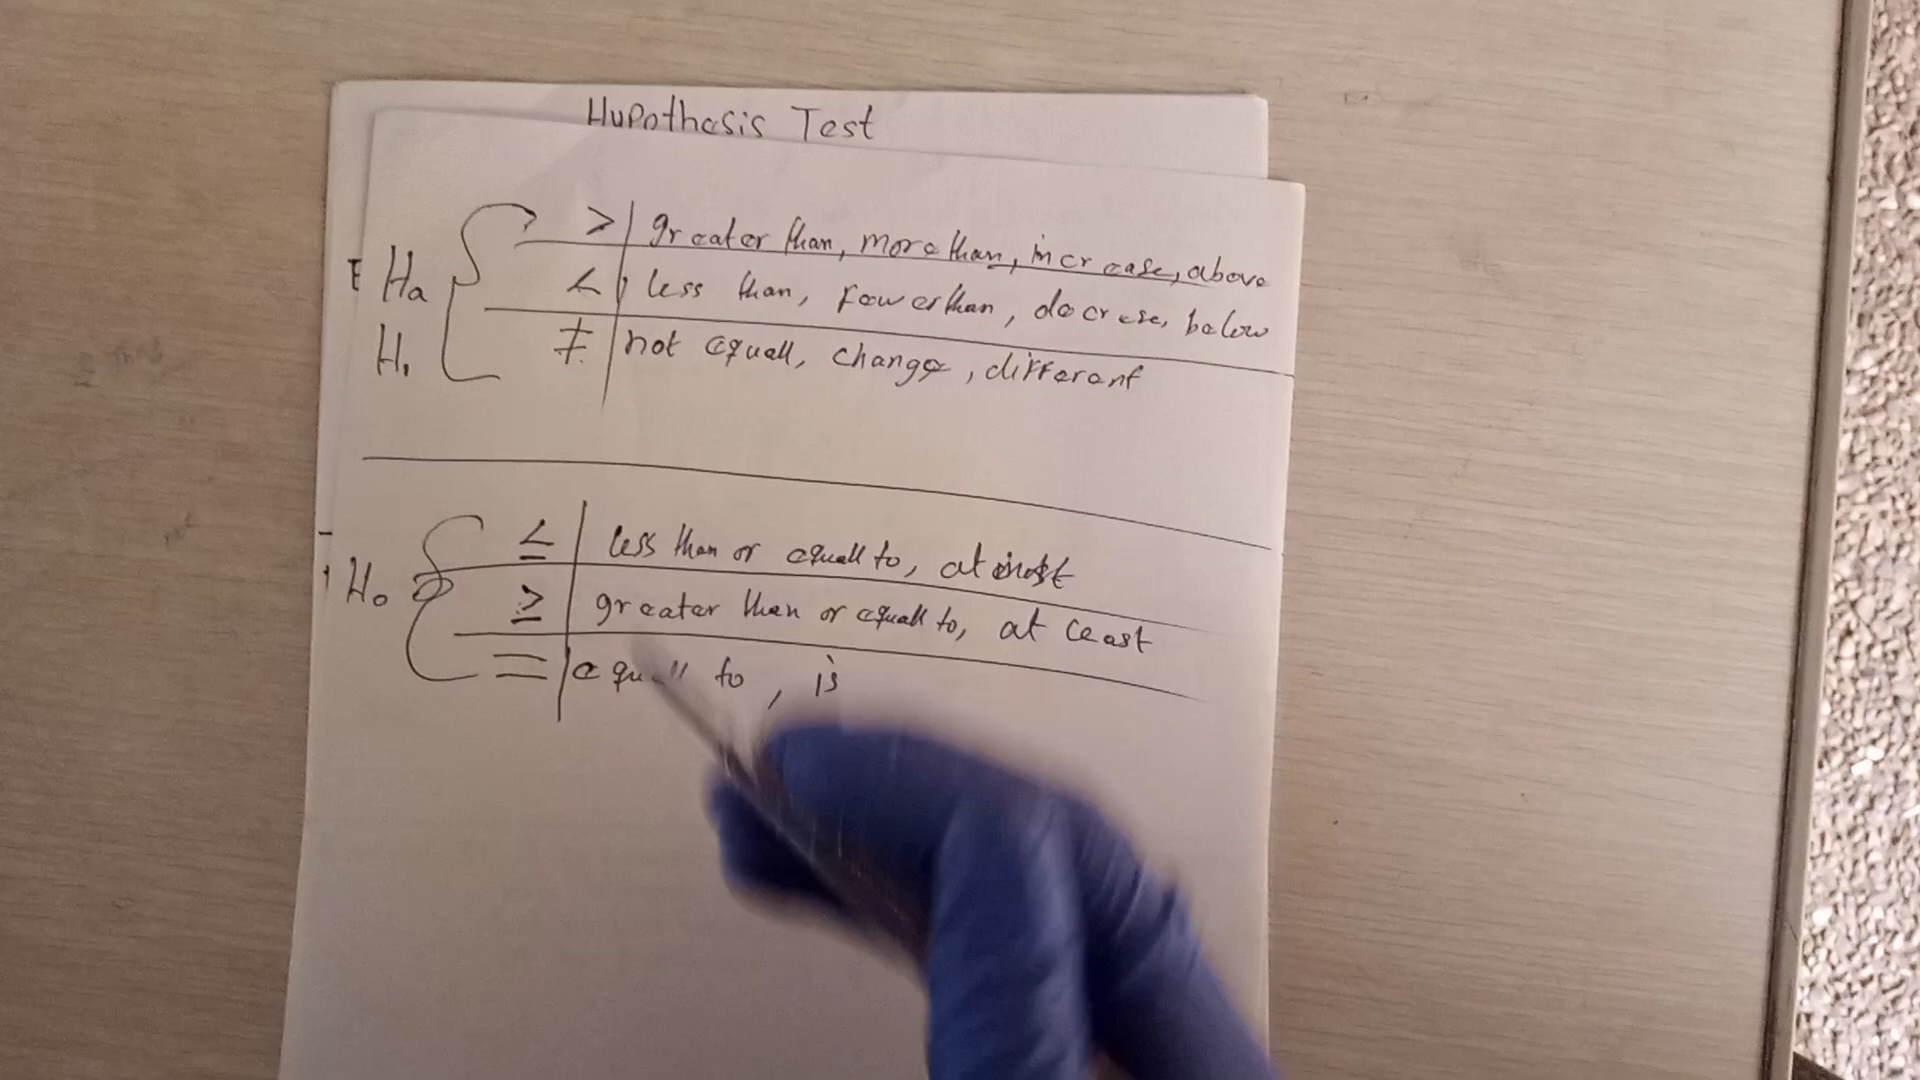 Hypothesis Test
> greater than, more than, increase, above
Ha < less than, fewer than, decrese, below
H₁ ≠ not equall, change, different
≤ less than or equall to, at most
H₀ ≥ greater than or equall to, at least
= equall to, is